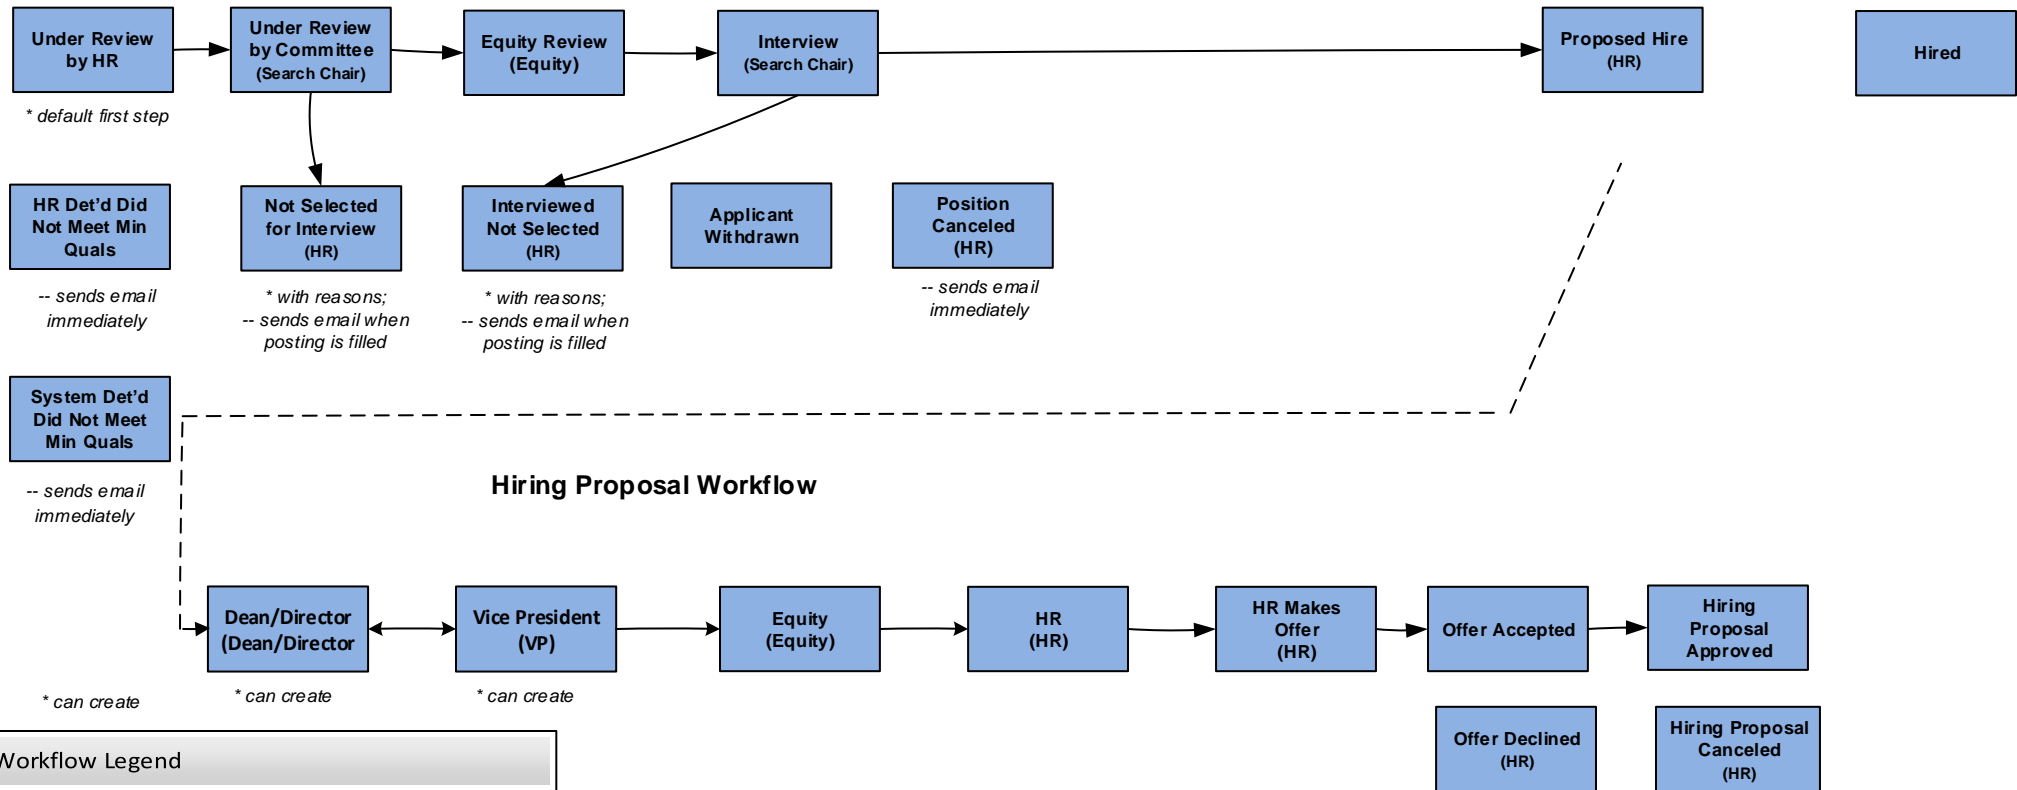 Under Review
by HR
* default first step
Under Review
by Committee
(Search Chair)
Equity Review
(Equity)
Interview
(Search Chair)
Proposed Hire
(HR)
Hired
HR Det’d Did
Not Meet Min
Quals
-- sends email
immediately
Not Selected
for Interview
(HR)
* with reasons;
-- sends email when
posting is filled
Interviewed
Not Selected
(HR)
* with reasons;
-- sends email when
posting is filled
Applicant
Withdrawn
Position
Canceled
(HR)
-- sends email
immediately
System Det’d
Did Not Meet
Min Quals
-- sends email
immediately
Hiring Proposal Workflow
Dean/Director
(Dean/Director
Vice President
(VP)
Equity
(Equity)
HR
(HR)
HR Makes
Offer
(HR)
Offer Accepted
Hiring
Proposal
Approved
* can create
* can create
* can create
Offer Declined
(HR)
Hiring Proposal
Canceled
(HR)
Workflow Legend